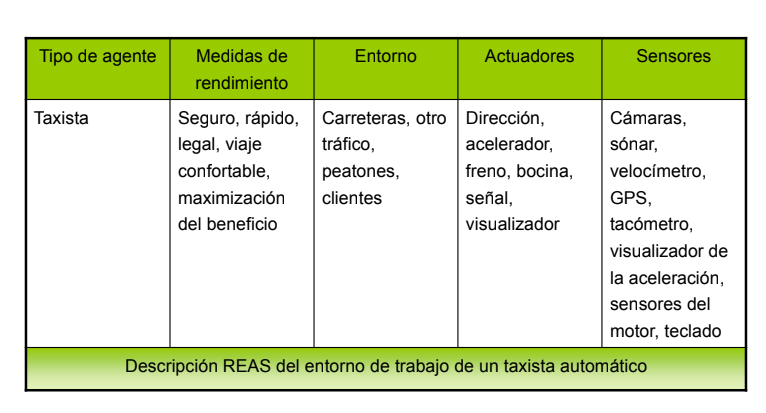 Tipo de agente
Medidas de
rendimiento
Entorno
Actuadores
Sensores
Taxista
Seguro, rápido,
legal, viaje
confortable,
maximización
del beneficio
Carreteras, otro
tráfico,
peatones,
clientes
Dirección,
acelerador,
freno, bocina,
señal,
visualizador
Cámaras,
sónar,
velocímetro,
GPS,
tacómetro,
visualizador de
la aceleración,
sensores del
motor, teclado
Descripción REAS del entorno de trabajo de un taxista automático